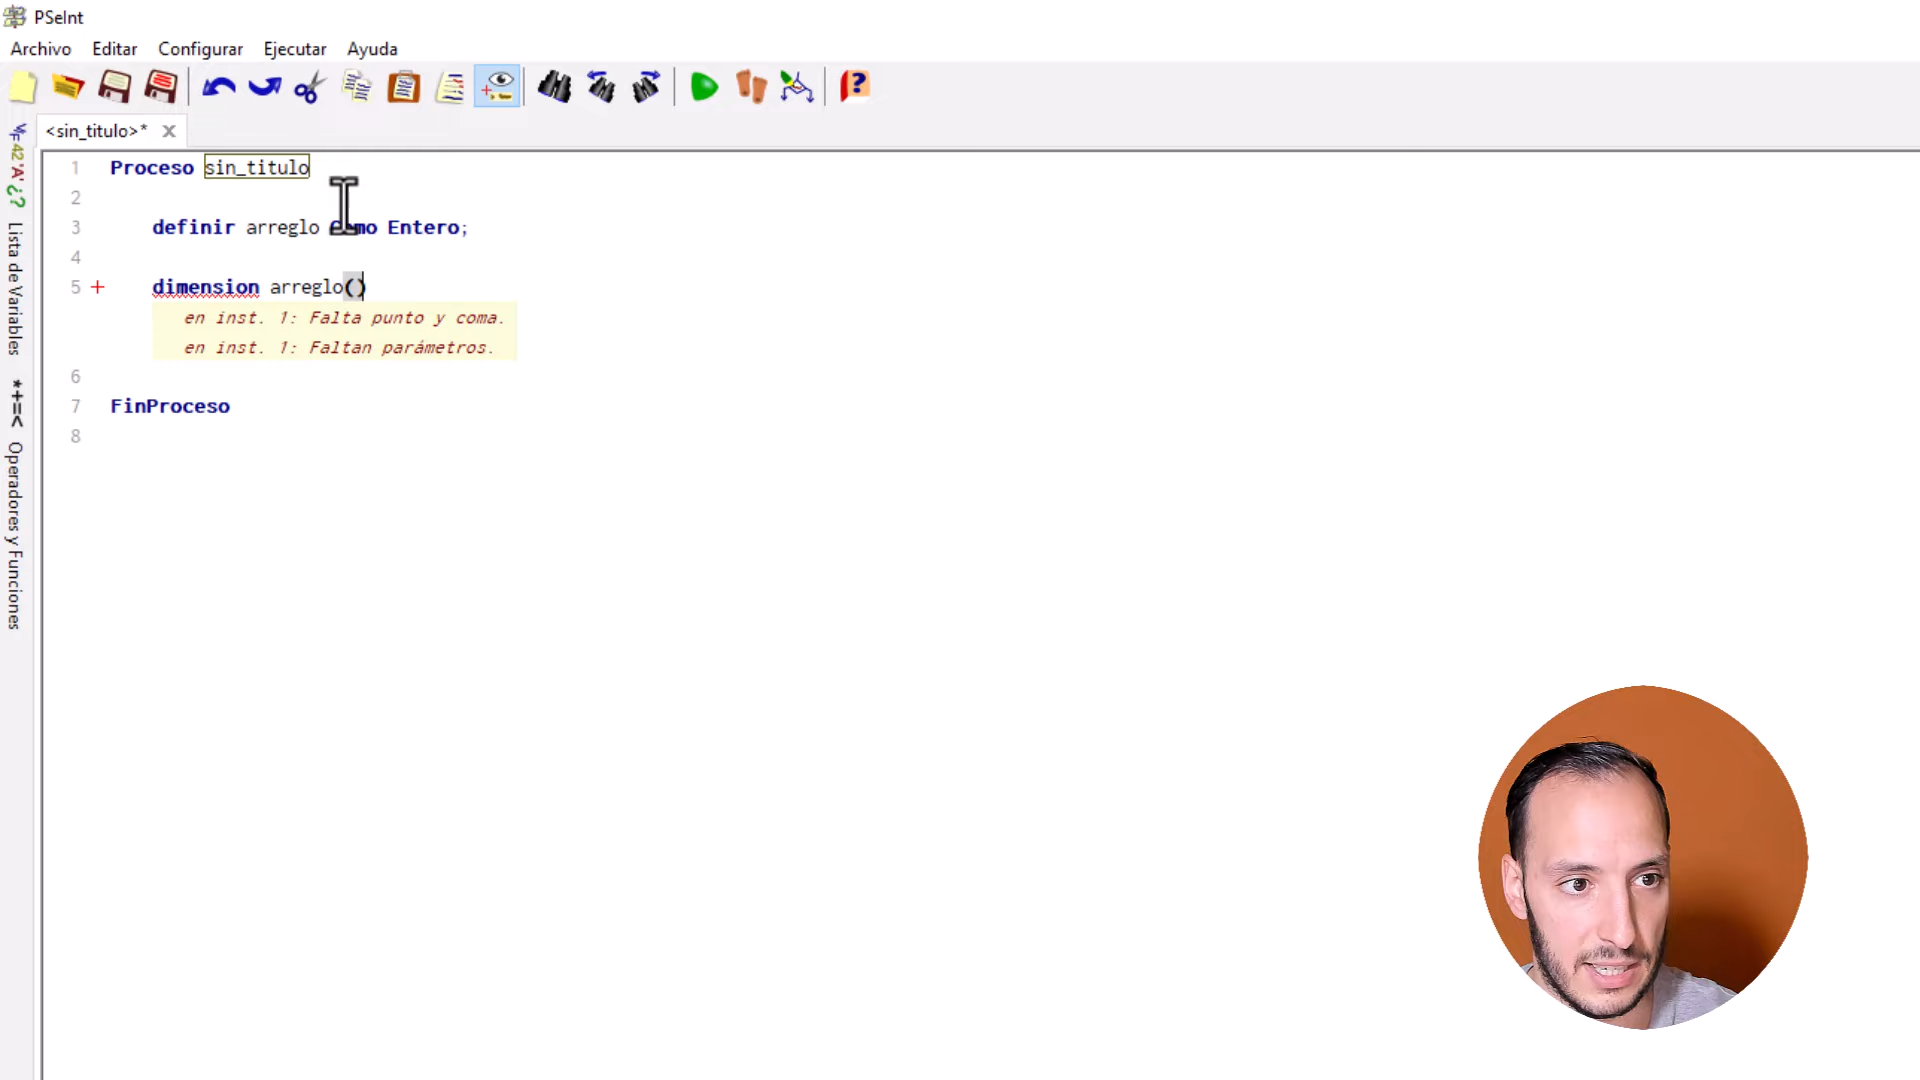 PSeInt
Archivo Editar Configurar Ejecutar Ayuda
<sin_titulo>* X
1 Proceso sin_titulo
2
3 definir arreglo Como Entero;
4
5 + dimension arreglo()
en inst. 1: Falta punto y coma.
en inst. 1: Faltan parámetros.
6
7 FinProceso
8
42 'A' ¿? Lista de Variables
*+=< Operadores y Funciones